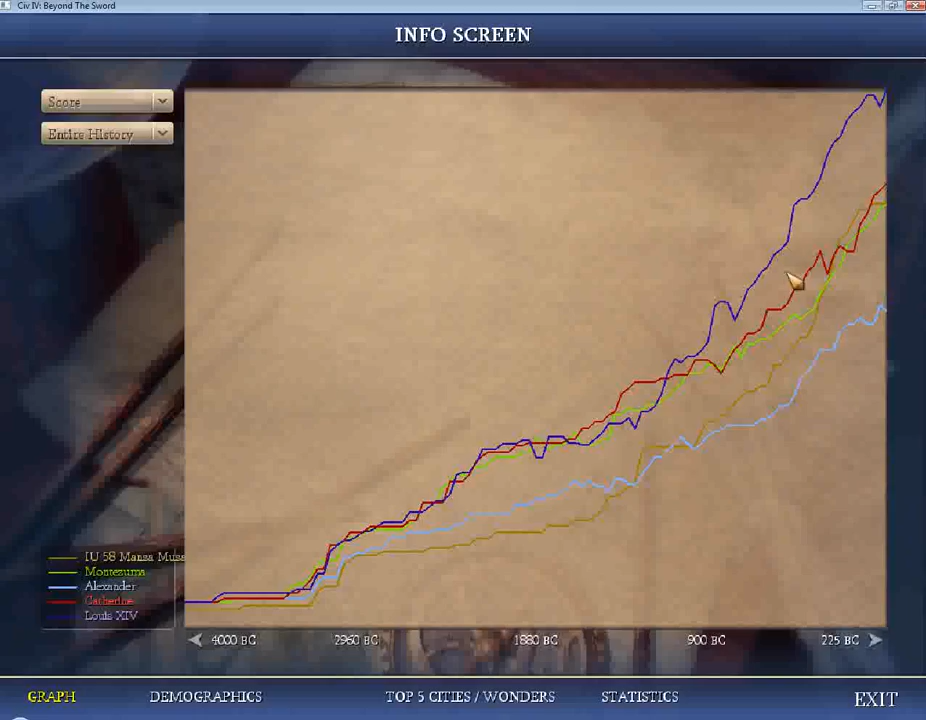 Civ IV: Beyond The Sword
INFO SCREEN
Score
Entire History
IU 58 Mansa Musa
Montezuma
Alexander
Catherine
Louis XIV
4000 BC 2960 BC 1880 BC 900 BC 225 BC
GRAPH DEMOGRAPHICS TOP 5 CITIES / WONDERS STATISTICS EXIT